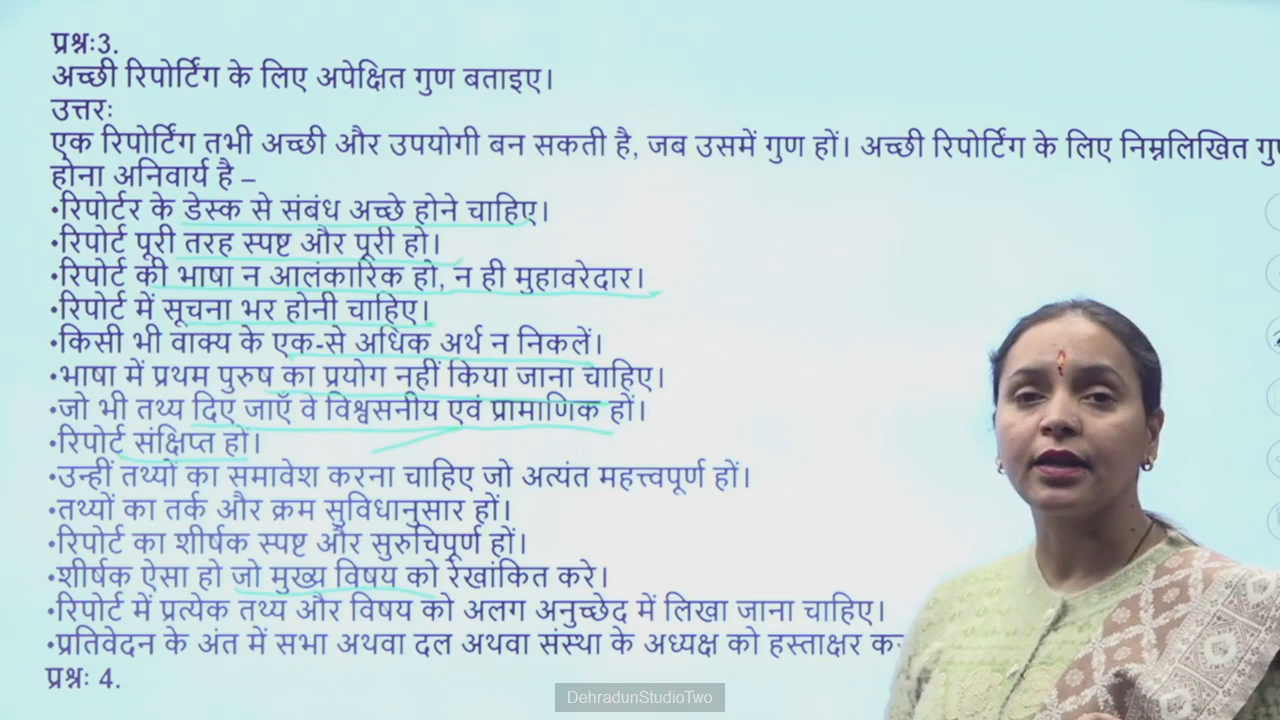 प्रश्नः3.
अच्छी रिपोर्टिंग के लिए अपेक्षित गुण बताइए।
उत्तरः
एक रिपोर्टिंग तभी अच्छी और उपयोगी बन सकती है, जब उसमें गुण हों। अच्छी रिपोर्टिंग के लिए निम्नलिखित
होना अनिवार्य है –
•रिपोर्टर के डेस्क से संबंध अच्छे होने चाहिए।
•रिपोर्ट पूरी तरह स्पष्ट और पूरी हो।
•रिपोर्ट की भाषा न आलंकारिक हो, न ही मुहावरेदार।
•रिपोर्ट में सूचना भर होनी चाहिए।
•किसी भी वाक्य के एक-से अधिक अर्थ न निकलें।
•भाषा में प्रथम पुरुष का प्रयोग नहीं किया जाना चाहिए।
•जो भी तथ्य दिए जाएँ वे विश्वसनीय एवं प्रामाणिक हों।
•रिपोर्ट संक्षिप्त हो।
•उन्हीं तथ्यों का समावेश करना चाहिए जो अत्यंत महत्त्वपूर्ण हों।
•तथ्यों का तर्क और क्रम सुविधानुसार हों।
•रिपोर्ट का शीर्षक स्पष्ट और सुरुचिपूर्ण हों।
•शीर्षक ऐसा हो जो मुख्य विषय को रेखांकित करे।
•रिपोर्ट में प्रत्येक तथ्य और विषय को अलग अनुच्छेद में लिखा जाना चाहिए।
•प्रतिवेदन के अंत में सभा अथवा दल अथवा संस्था के अध्यक्ष को हस्ताक्षर
प्रश्नः 4.
DehradunStudioTwo